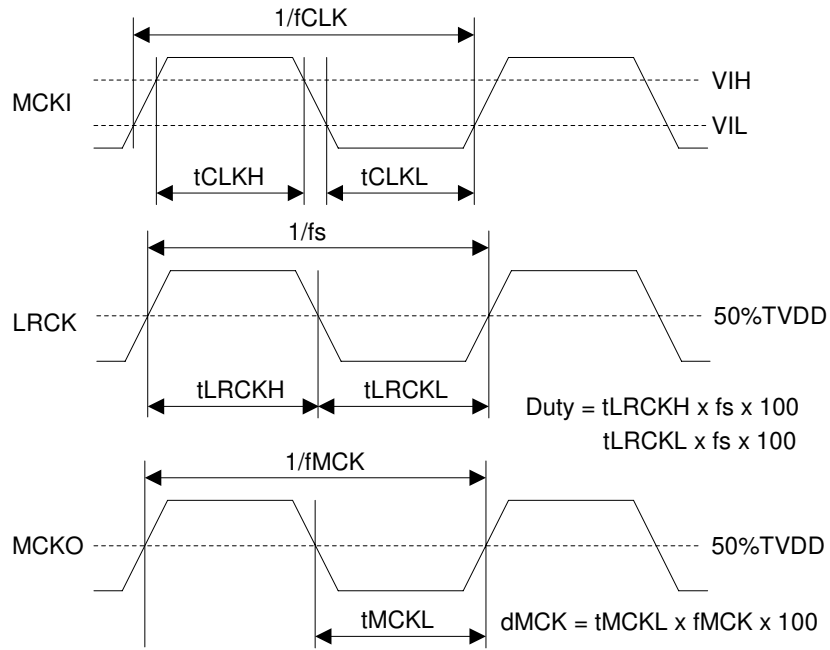 1/fCLK
MCKI
VIH
VIL
tCLKH
tCLKL
1/fs
LRCK
50%TVDD
tLRCKH
tLRCKL
Duty = tLRCKH x fs x 100
tLRCKL x fs x 100
1/fMCK
MCKO
50%TVDD
tMCKL
dMCK = tMCKL x fMCK x 100